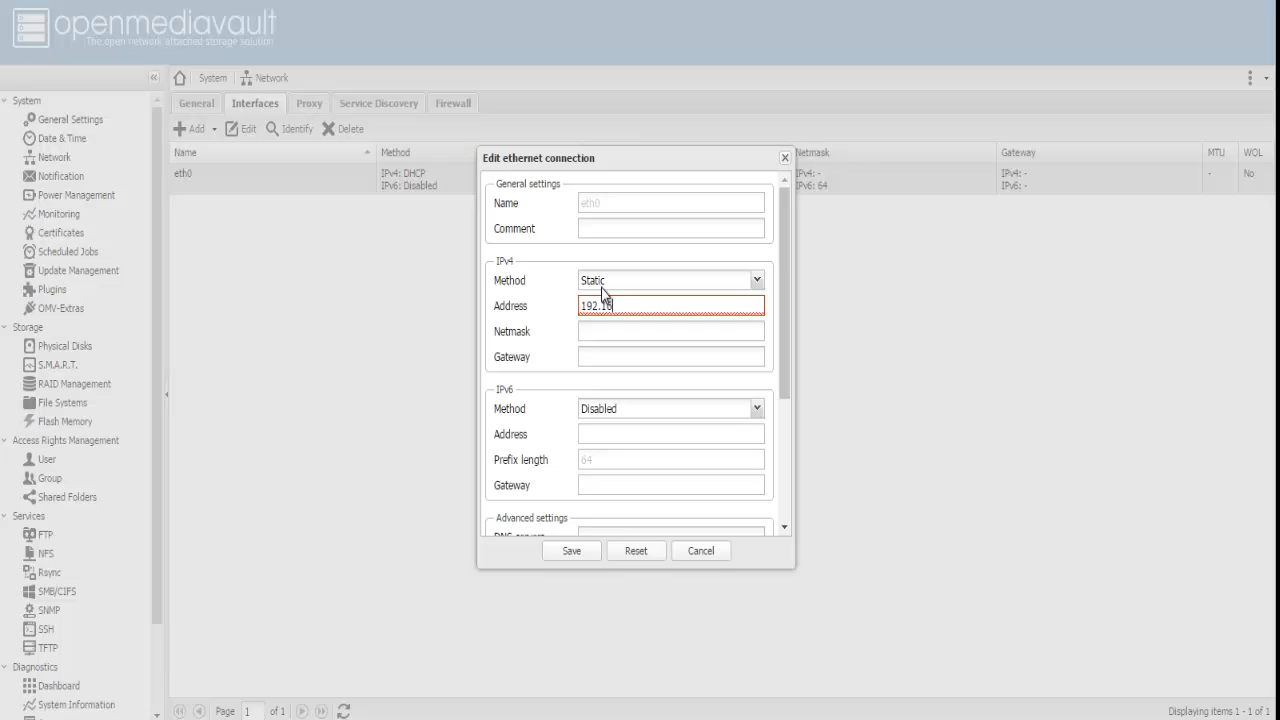 openmediavault
The open network attached storage solution
System Network
System
General Settings
Date & Time
Network
Notification
Power Management
Monitoring
Certificates
Scheduled Jobs
Update Management
Plugins
OMV-Extras
Storage
Physical Disks
S.M.A.R.T.
RAID Management
File Systems
Flash Memory
Access Rights Management
User
Group
Shared Folders
Services
FTP
NFS
Rsync
SMB/CIFS
SNMP
SSH
TFTP
Diagnostics
Dashboard
System Information
General Interfaces Proxy Service Discovery Firewall
Add Edit Identify Delete
Name Method Netmask Gateway MTU WOL
eth0 IPv4: DHCP IPv4: - IPv4: - - No
IPv6: Disabled IPv6: 64 IPv6: -
Edit ethernet connection
General settings
Name eth0
Comment
IPv4
Method Static
Address 192.16
Netmask
Gateway
IPv6
Method Disabled
Address
Prefix length 64
Gateway
Advanced settings
Save Reset Cancel
Page 1 of 1 Displaying items 1 - 1 of 1